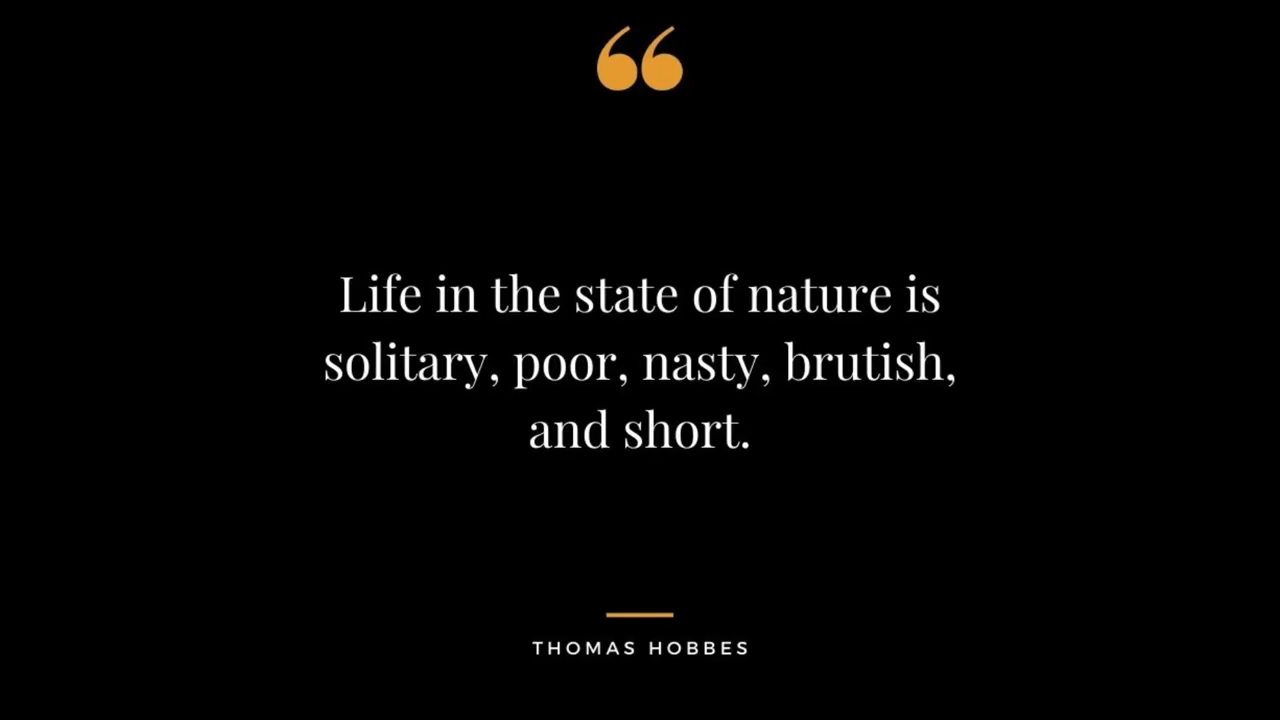 “
Life in the state of nature is
solitary, poor, nasty, brutish,
and short.
THOMAS HOBBES